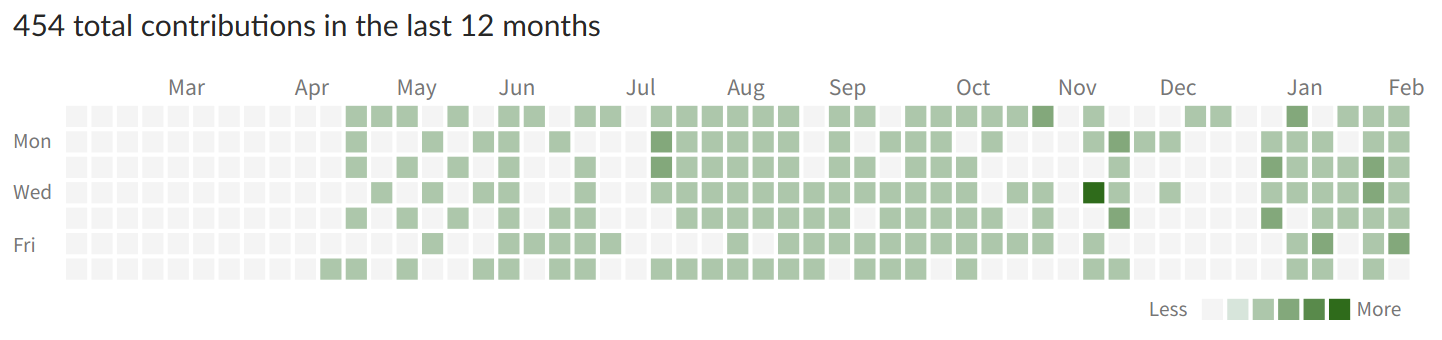 454 total contributions in the last 12 months
Mar Apr May Jun Jul Aug Sep Oct Nov Dec Jan Feb
Mon
Wed
Fri
Less More